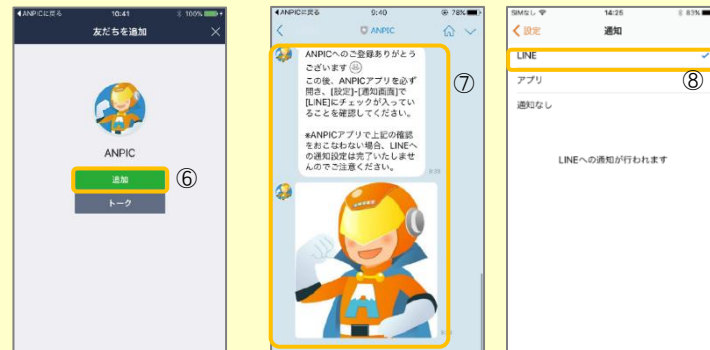 ◀ANPICに戻る 10:41 100%
友だちを追加 ×
ANPIC
追加
⑥
トーク
◀ANPICに戻る 9:40 78%
ANPIC
ANPICへのご登録ありがとう
ございます
この後、ANPICアプリを必ず
開き、[設定]-[通知画面]で
[LINE]にチェックが入ってい
ることを確認してください。
※ANPICアプリで上記の確認
をおこなわない場合、LINEへ
の通知設定は完了いたしませ
んのでご注意ください。
⑦
SIMなし 14:25 83%
設定 通知
LINE
アプリ
⑧
通知なし
LINEへの通知が行われます